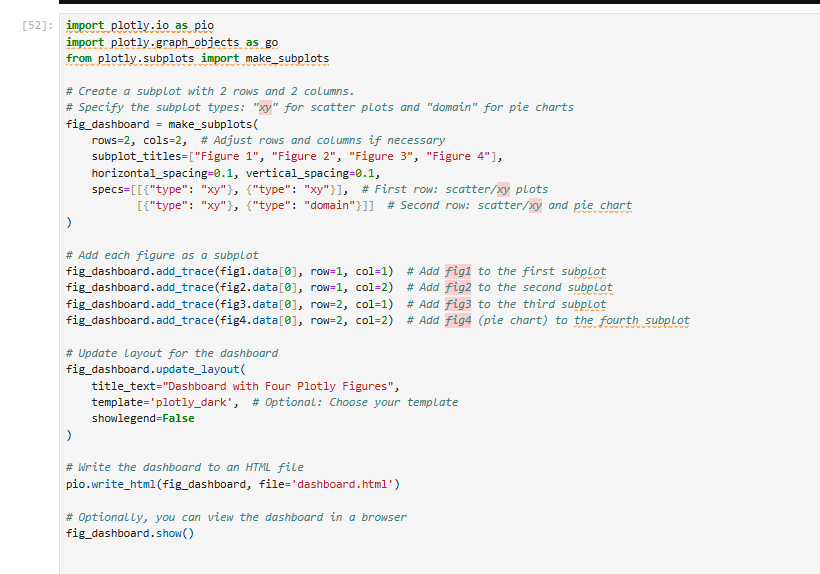 [52]:
import plotly.io as pio
import plotly.graph_objects as go
from plotly.subplots import make_subplots

# Create a subplot with 2 rows and 2 columns.
# Specify the subplot types: "xy" for scatter plots and "domain" for pie charts
fig_dashboard = make_subplots(
    rows=2, cols=2,  # Adjust rows and columns if necessary
    subplot_titles=["Figure 1", "Figure 2", "Figure 3", "Figure 4"],
    horizontal_spacing=0.1, vertical_spacing=0.1,
    specs=[[{"type": "xy"}, {"type": "xy"}],  # First row: scatter/xy plots
           [{"type": "xy"}, {"type": "domain"}]]  # Second row: scatter/xy and pie chart
)

# Add each figure as a subplot
fig_dashboard.add_trace(fig1.data[0], row=1, col=1)  # Add fig1 to the first subplot
fig_dashboard.add_trace(fig2.data[0], row=1, col=2)  # Add fig2 to the second subplot
fig_dashboard.add_trace(fig3.data[0], row=2, col=1)  # Add fig3 to the third subplot
fig_dashboard.add_trace(fig4.data[0], row=2, col=2)  # Add fig4 (pie chart) to the fourth subplot

# Update layout for the dashboard
fig_dashboard.update_layout(
    title_text="Dashboard with Four Plotly Figures",
    template='plotly_dark',  # Optional: Choose your template
    showlegend=False
)

# Write the dashboard to an HTML file
pio.write_html(fig_dashboard, file='dashboard.html')

# Optionally, you can view the dashboard in a browser
fig_dashboard.show()